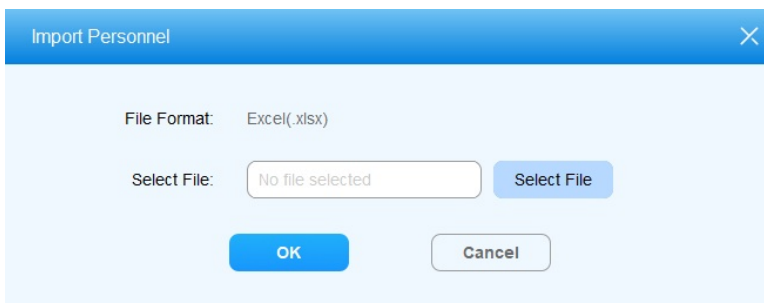 Import Personnel
File Format: Excel(.xlsx)
Select File: No file selected Select File
OK Cancel